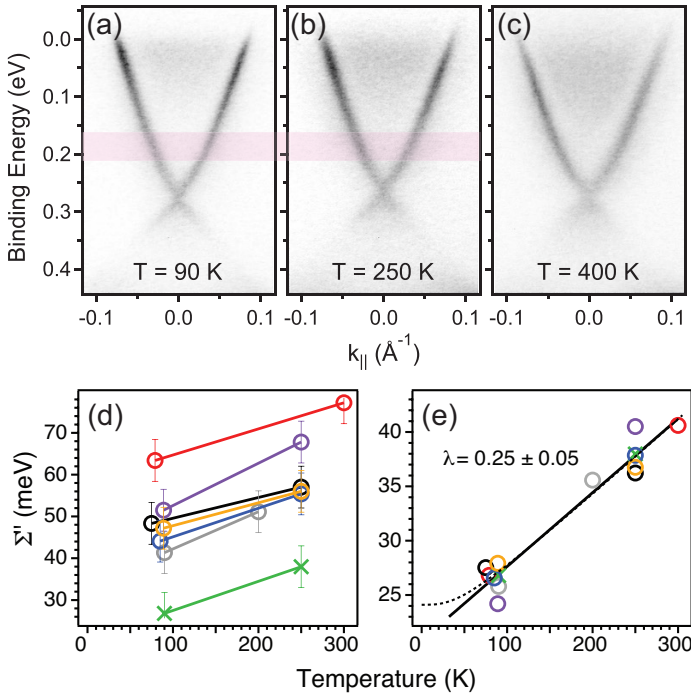 (a) (b) (c)
0.0
0.1
0.2
0.3
0.4
Binding Energy (eV)
T = 90 K T = 250 K T = 400 K
-0.1 0.0 0.1 -0.1 0.0 0.1 -0.1 0.0 0.1
k|| (Å-1)
(d) (e)
70
60
50
40
30
Σ'' (meV)
λ = 0.25 ± 0.05
40
35
30
25
0 100 200 300 0 100 200 300
Temperature (K)